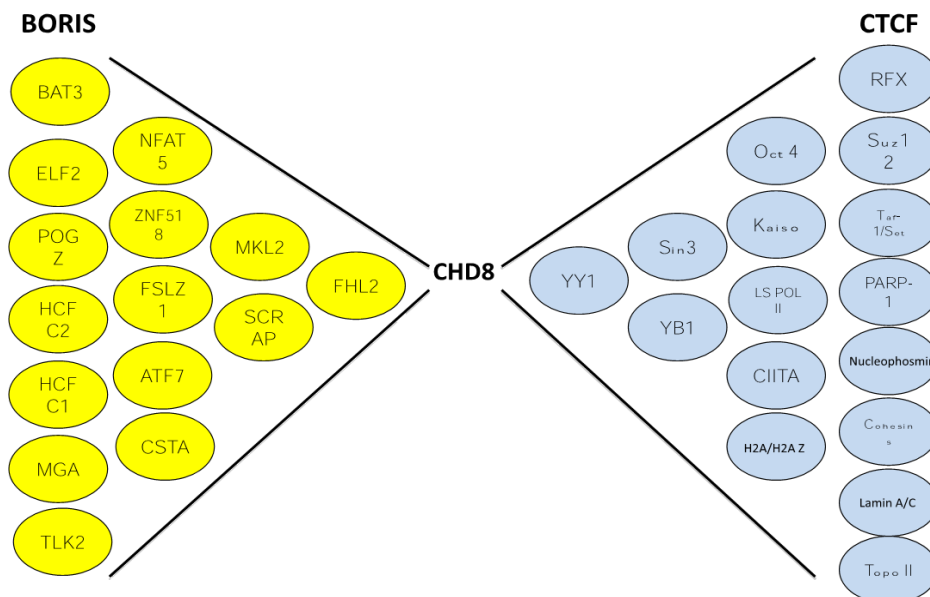 BORIS
CTCF
BAT3
ELF2
POG
Z
HCF
C2
HCF
C1
MGA
TLK2
NFAT
5
ZNF51
8
FSLZ
1
ATF7
CSTA
MKL2
SCR
AP
FHL2
CHD8
YY1
Sin3
YB1
Oct 4
Kaiso
LS POL
II
CIITA
H2A/H2A Z
RFX
Suz1
2
Taf-
1/Set
PARP-
1
Nucleophosmin
Cohesin
s
Lamin A/C
Topo II